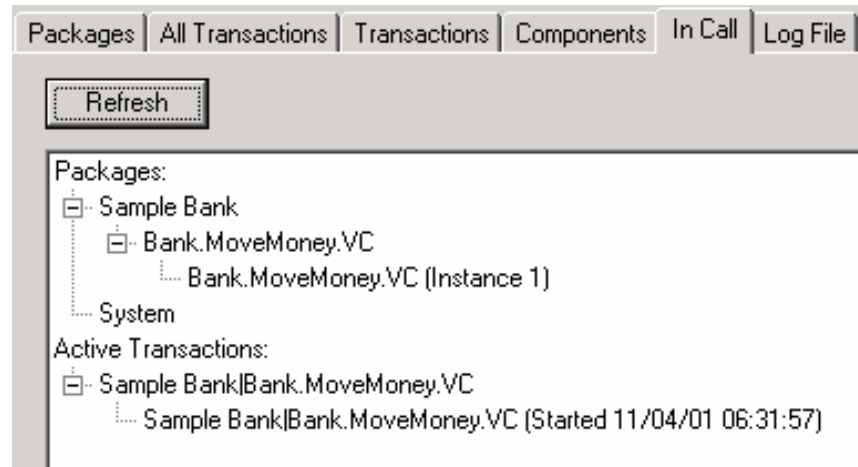 Packages All Transactions Transactions Components In Call Log File
Refresh
Packages:
Sample Bank
Bank.MoveMoney.VC
Bank.MoveMoney.VC (Instance 1)
System
Active Transactions:
Sample Bank|Bank.MoveMoney.VC
Sample Bank|Bank.MoveMoney.VC (Started 11/04/01 06:31:57)